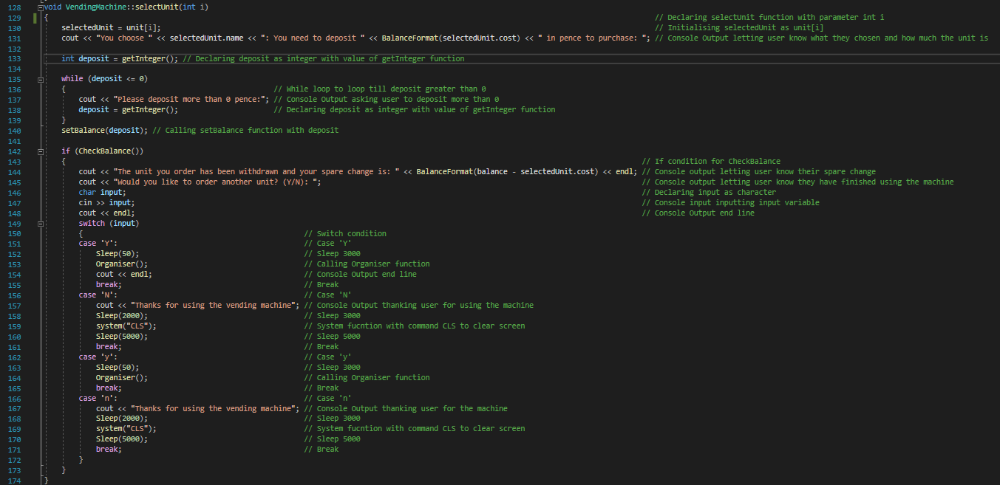 128 void VendingMachine::selectUnit(int i)
129 { // Declaring selectUnit function with parameter int i
130 selectedUnit = unit[i]; // Initialising selectedUnit as unit[i]
131 cout << "You choose " << selectedUnit.name << ": You need to deposit " << BalanceFormat(selectedUnit.cost) << " in pence to purchase: "; // Console Output letting user know what they chosen and how much the unit is
132
133 int deposit = getInteger(); // Declaring deposit as integer with value of getInteger function
134
135 while (deposit <= 0)
136 { // While loop to loop till deposit greater than 0
137 cout << "Please deposit more than 0 pence:"; // Console Output asking user to deposit more than 0
138 deposit = getInteger(); // Declaring deposit as integer with value of getInteger function
139 }
140 setBalance(deposit); // Calling setBalance function with deposit
141
142 if (CheckBalance())
143 { // If condition for CheckBalance
144 cout << "The unit you order has been withdrawn and your spare change is: " << BalanceFormat(balance - selectedUnit.cost) << endl; // Console output letting user know their spare change
145 cout << "Would you like to order another unit? (Y/N): "; // Console output letting user know they have finished using the machine
146 char input; // Declaring input as character
147 cin >> input; // Console input inputting input variable
148 cout << endl; // Console Output end line
149 switch (input)
150 { // Switch condition
151 case 'Y': // Case 'Y'
152 Sleep(50); // Sleep 3000
153 Organiser(); // Calling Organiser function
154 cout << endl; // Console Output end line
155 break; // Break
156 case 'N': // Case 'N'
157 cout << "Thanks for using the vending machine"; // Console Output thanking user for using the machine
158 Sleep(2000); // Sleep 3000
159 system("CLS"); // System fucntion with command CLS to clear screen
160 Sleep(5000); // Sleep 5000
161 break; // Break
162 case 'y': // Case 'y'
163 Sleep(50); // Sleep 3000
164 Organiser(); // Calling Organiser function
165 break; // Break
166 case 'n': // Case 'n'
167 cout << "Thanks for using the vending machine"; // Console Output thanking user for the machine
168 Sleep(2000); // Sleep 3000
169 system("CLS"); // System fucntion with command CLS to clear screen
170 Sleep(5000); // Sleep 5000
171 break; // Break
172 }
173 }
174 }